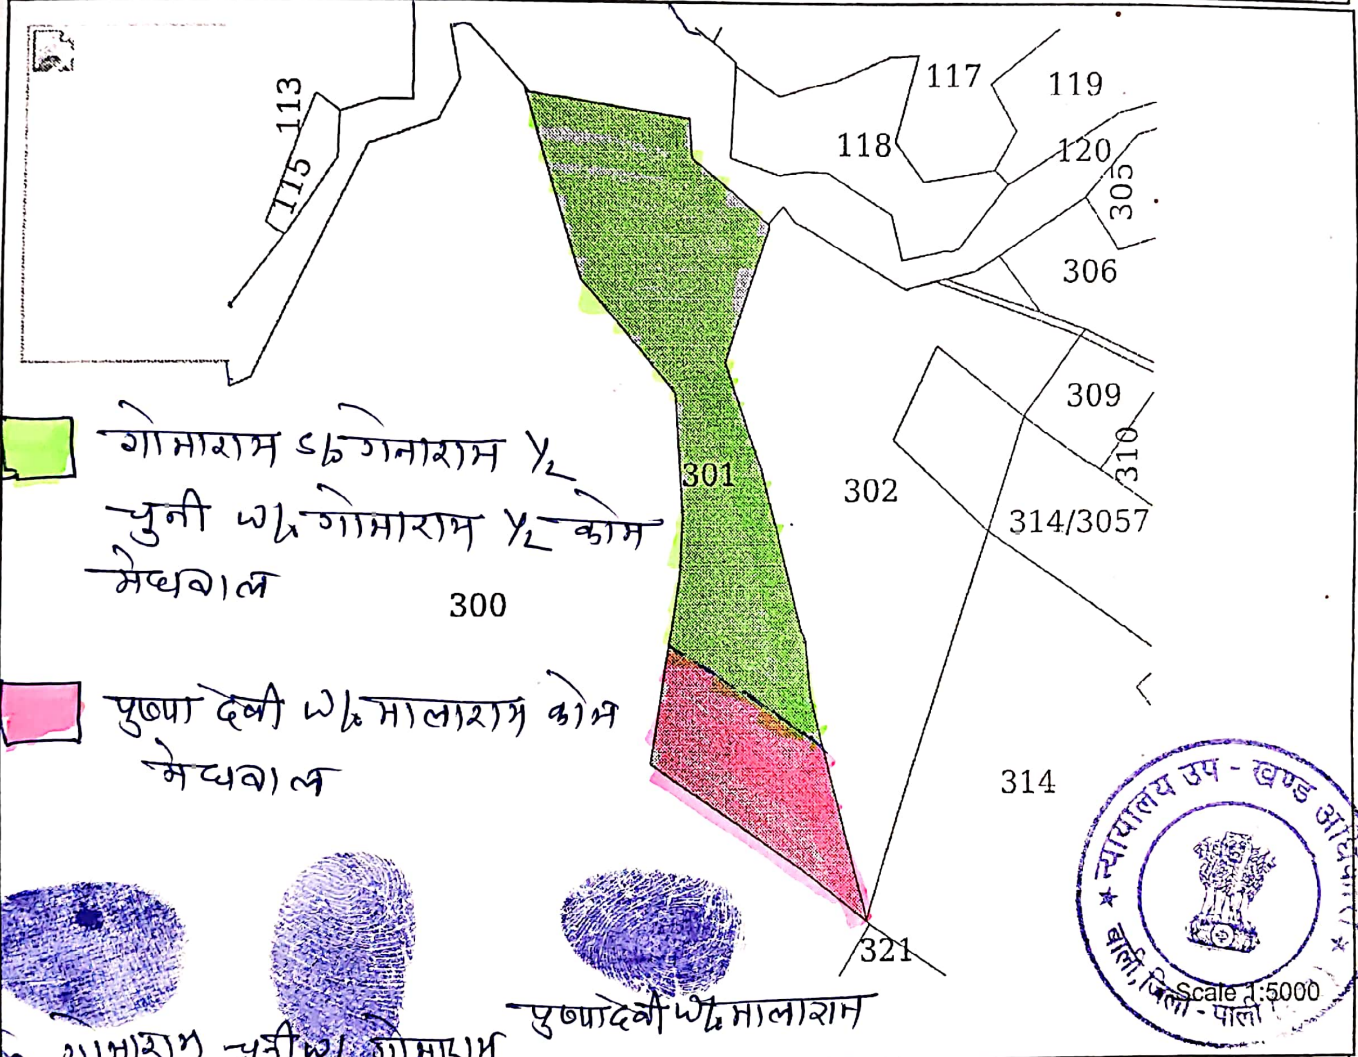 113
115
117
119
118
120
305
306
309
310
301
302
314/3057
300
314
321
गोमाराम s/o गेनाराम 1/2
चुनी w/o गोमाराम 1/2 कोम
मेघवाल
पुष्पा देवी w/o मालाराम कोम
मेघवाल
पुष्पादेवी w/o मालाराम
गोमाराम चुनी w/o गोमाराम
न्यायालय उप - खण्ड अधिकारी
बाली, जिला - पाली
Scale 1:5000